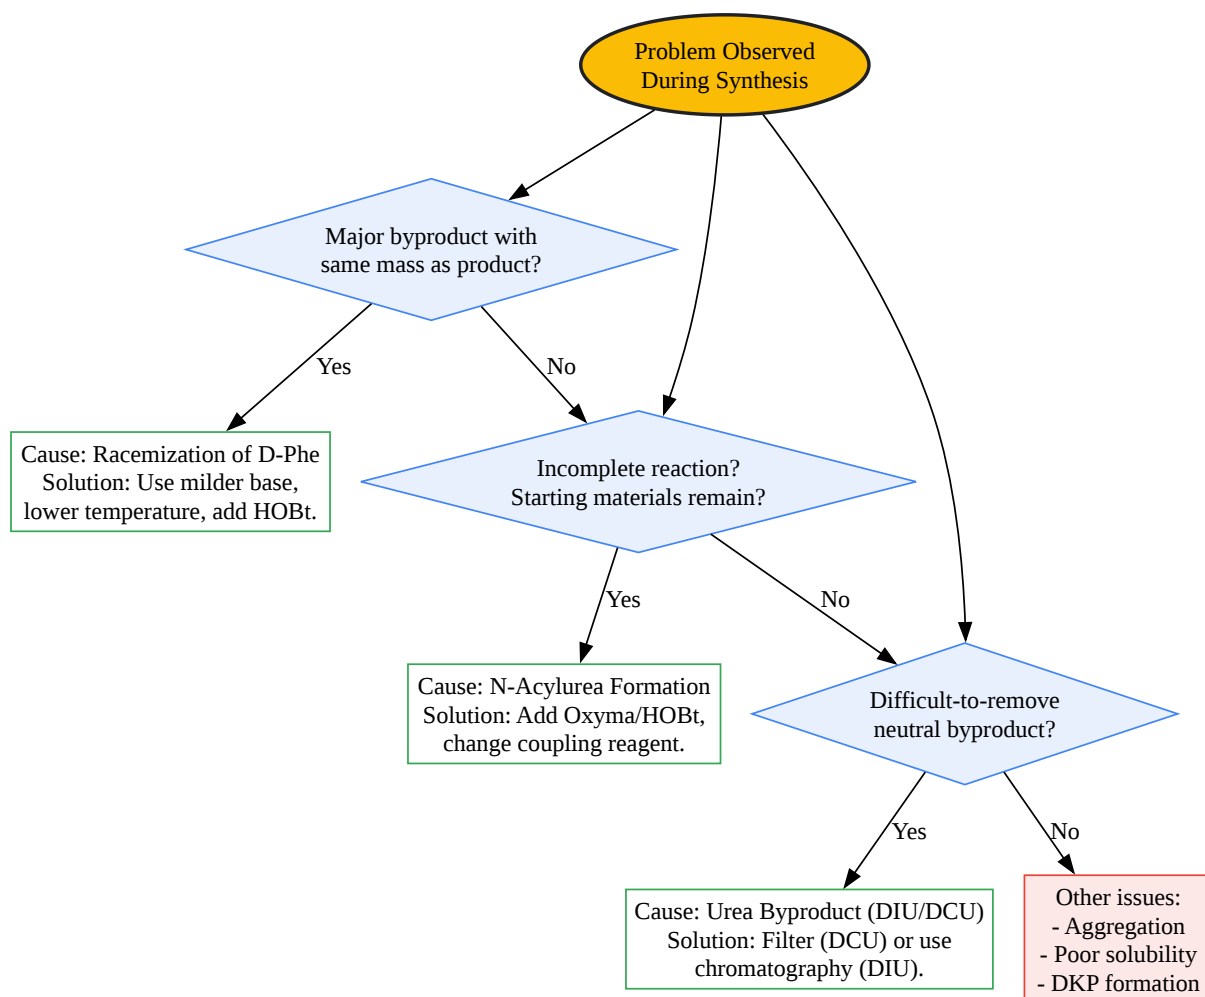 Problem Observed
During Synthesis
Major byproduct with
same mass as product?
Yes
No
Cause: Racemization of D-Phe
Solution: Use milder base,
lower temperature, add HOBt.
Incomplete reaction?
Starting materials remain?
Yes
No
Cause: N-Acylurea Formation
Solution: Add Oxyma/HOBt,
change coupling reagent.
Difficult-to-remove
neutral byproduct?
Yes
No
Cause: Urea Byproduct (DIU/DCU)
Solution: Filter (DCU) or use
chromatography (DIU).
Other issues:
- Aggregation
- Poor solubility
- DKP formation